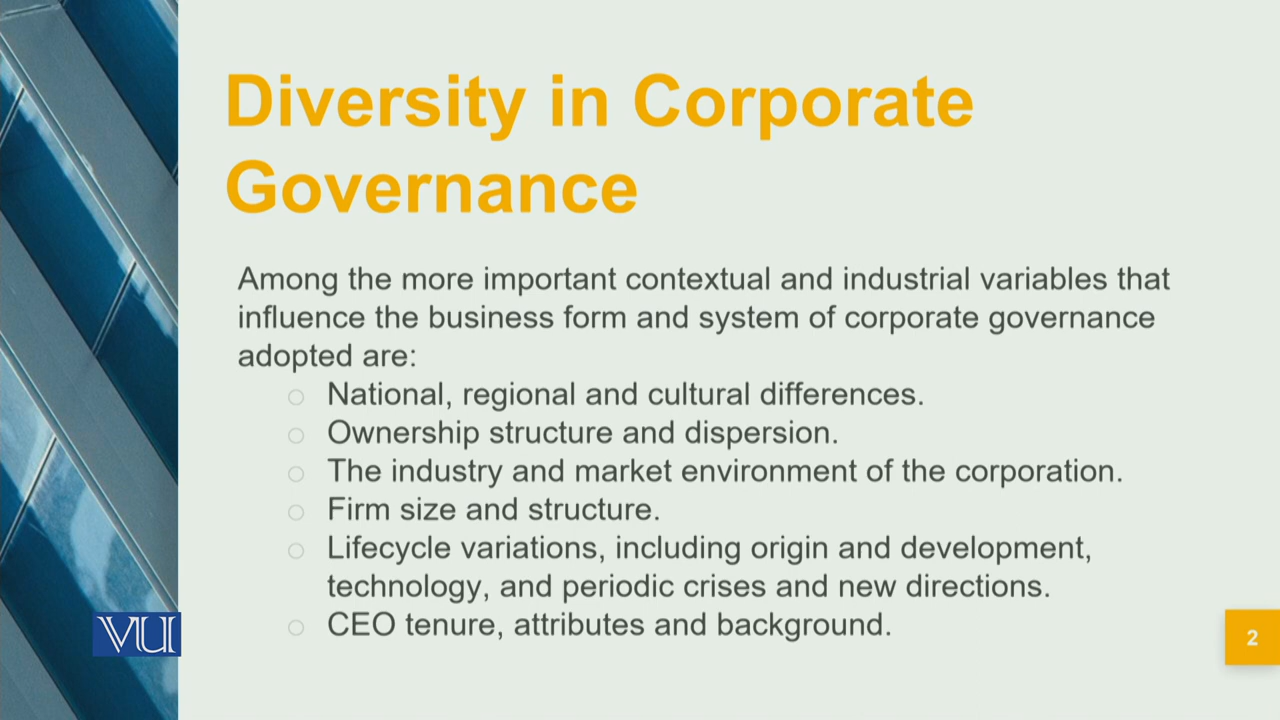 Diversity in Corporate
Governance
Among the more important contextual and industrial variables that
influence the business form and system of corporate governance
adopted are:
National, regional and cultural differences.
Ownership structure and dispersion.
The industry and market environment of the corporation.
Firm size and structure.
Lifecycle variations, including origin and development,
technology, and periodic crises and new directions.
CEO tenure, attributes and background.
VU
2